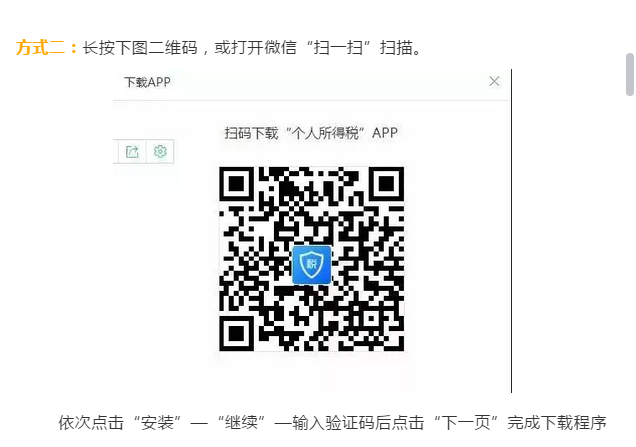 方式二：长按下图二维码，或打开微信“扫一扫”扫描。
下载APP
扫码下载“个人所得税”APP
税
依次点击“安装”—“继续”—输入验证码后点击“下一页”完成下载程序